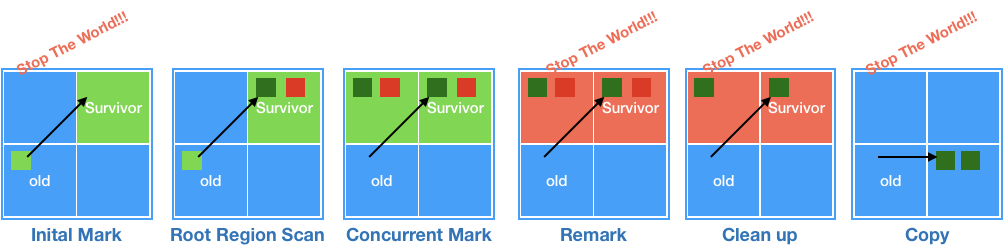 Stop The World!!!
Survivor
old
Inital Mark
Survivor
old
Root Region Scan
Survivor
old
Concurrent Mark
Stop The World!!!
Survivor
old
Remark
Stop The World!!!
Survivor
old
Clean up
Stop The World!!!
old
Copy